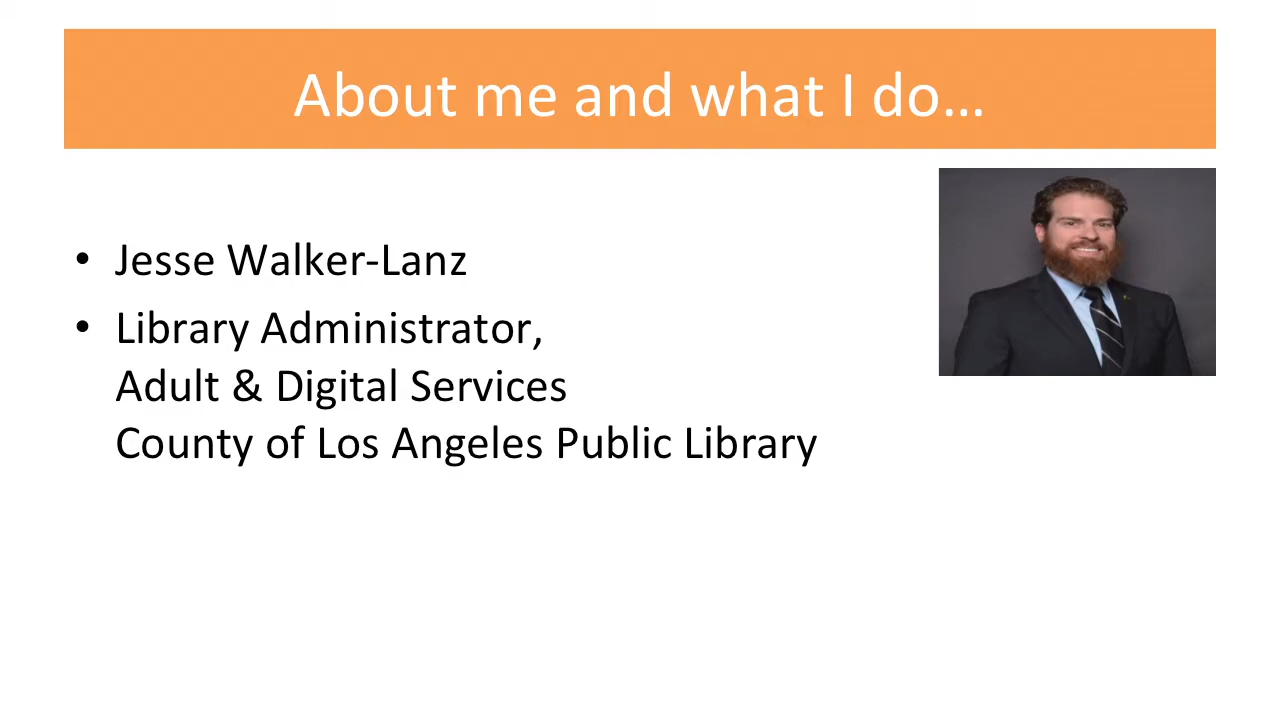 About me and what I do…
• Jesse Walker-Lanz
• Library Administrator,
Adult & Digital Services
County of Los Angeles Public Library